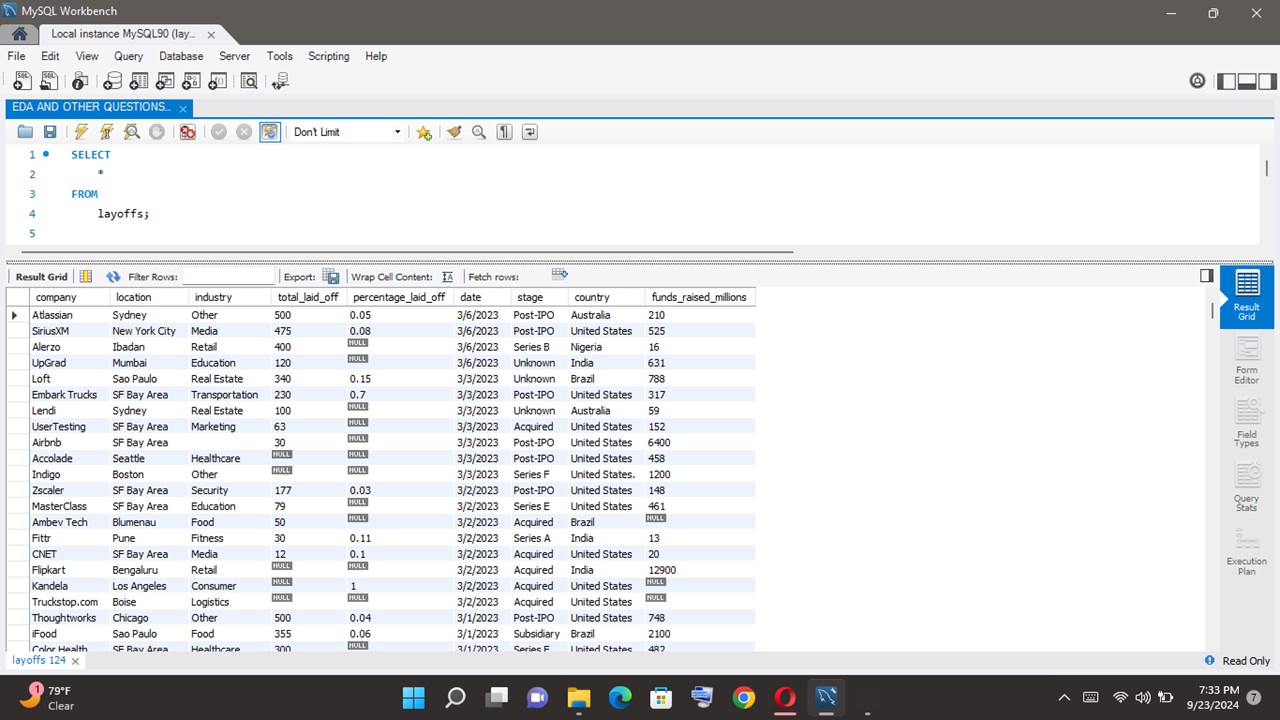 MySQL Workbench
Local instance MySQL90 (lay...
File Edit View Query Database Server Tools Scripting Help
EDA AND OTHER QUESTIONS...
Don't Limit
1 SELECT
2 *
3 FROM
4 layoffs;
5
Result Grid Filter Rows: Export: Wrap Cell Content: Fetch rows:
company location industry total_laid_off percentage_laid_off date stage country funds_raised_millions
Atlassian Sydney Other 500 0.05 3/6/2023 Post-IPO Australia 210
SiriusXM New York City Media 475 0.08 3/6/2023 Post-IPO United States 525
Alerzo Ibadan Retail 400 NULL 3/6/2023 Series B Nigeria 16
UpGrad Mumbai Education 120 NULL 3/6/2023 Unknown India 631
Loft Sao Paulo Real Estate 340 0.15 3/3/2023 Unknown Brazil 788
Embark Trucks SF Bay Area Transportation 230 0.7 3/3/2023 Post-IPO United States 317
Lendi Sydney Real Estate 100 NULL 3/3/2023 Unknown Australia 59
UserTesting SF Bay Area Marketing 63 NULL 3/3/2023 Acquired United States 152
Airbnb SF Bay Area 30 NULL 3/3/2023 Post-IPO United States 6400
Accolade Seattle Healthcare NULL NULL 3/3/2023 Post-IPO United States 458
Indigo Boston Other NULL NULL 3/3/2023 Series F United States. 1200
Zscaler SF Bay Area Security 177 0.03 3/2/2023 Post-IPO United States 148
MasterClass SF Bay Area Education 79 NULL 3/2/2023 Series E United States 461
Ambev Tech Blumenau Food 50 NULL 3/2/2023 Acquired Brazil NULL
Fittr Pune Fitness 30 0.11 3/2/2023 Series A India 13
CNET SF Bay Area Media 12 0.1 3/2/2023 Acquired United States 20
Flipkart Bengaluru Retail NULL NULL 3/2/2023 Acquired India 12900
Kandela Los Angeles Consumer NULL 1 3/2/2023 Acquired United States NULL
Truckstop.com Boise Logistics NULL NULL 3/2/2023 Acquired United States NULL
Thoughtworks Chicago Other 500 0.04 3/1/2023 Post-IPO United States 748
iFood Sao Paulo Food 355 0.06 3/1/2023 Subsidiary Brazil 2100
Color Health SF Bay Area Healthcare 300 NULL 3/1/2023 Series E United States 482
Result
Grid
Form
Editor
Field
Types
Query
Stats
Execution
Plan
layoffs 124
Read Only
1
79°F
Clear
7:33 PM
9/23/2024
7